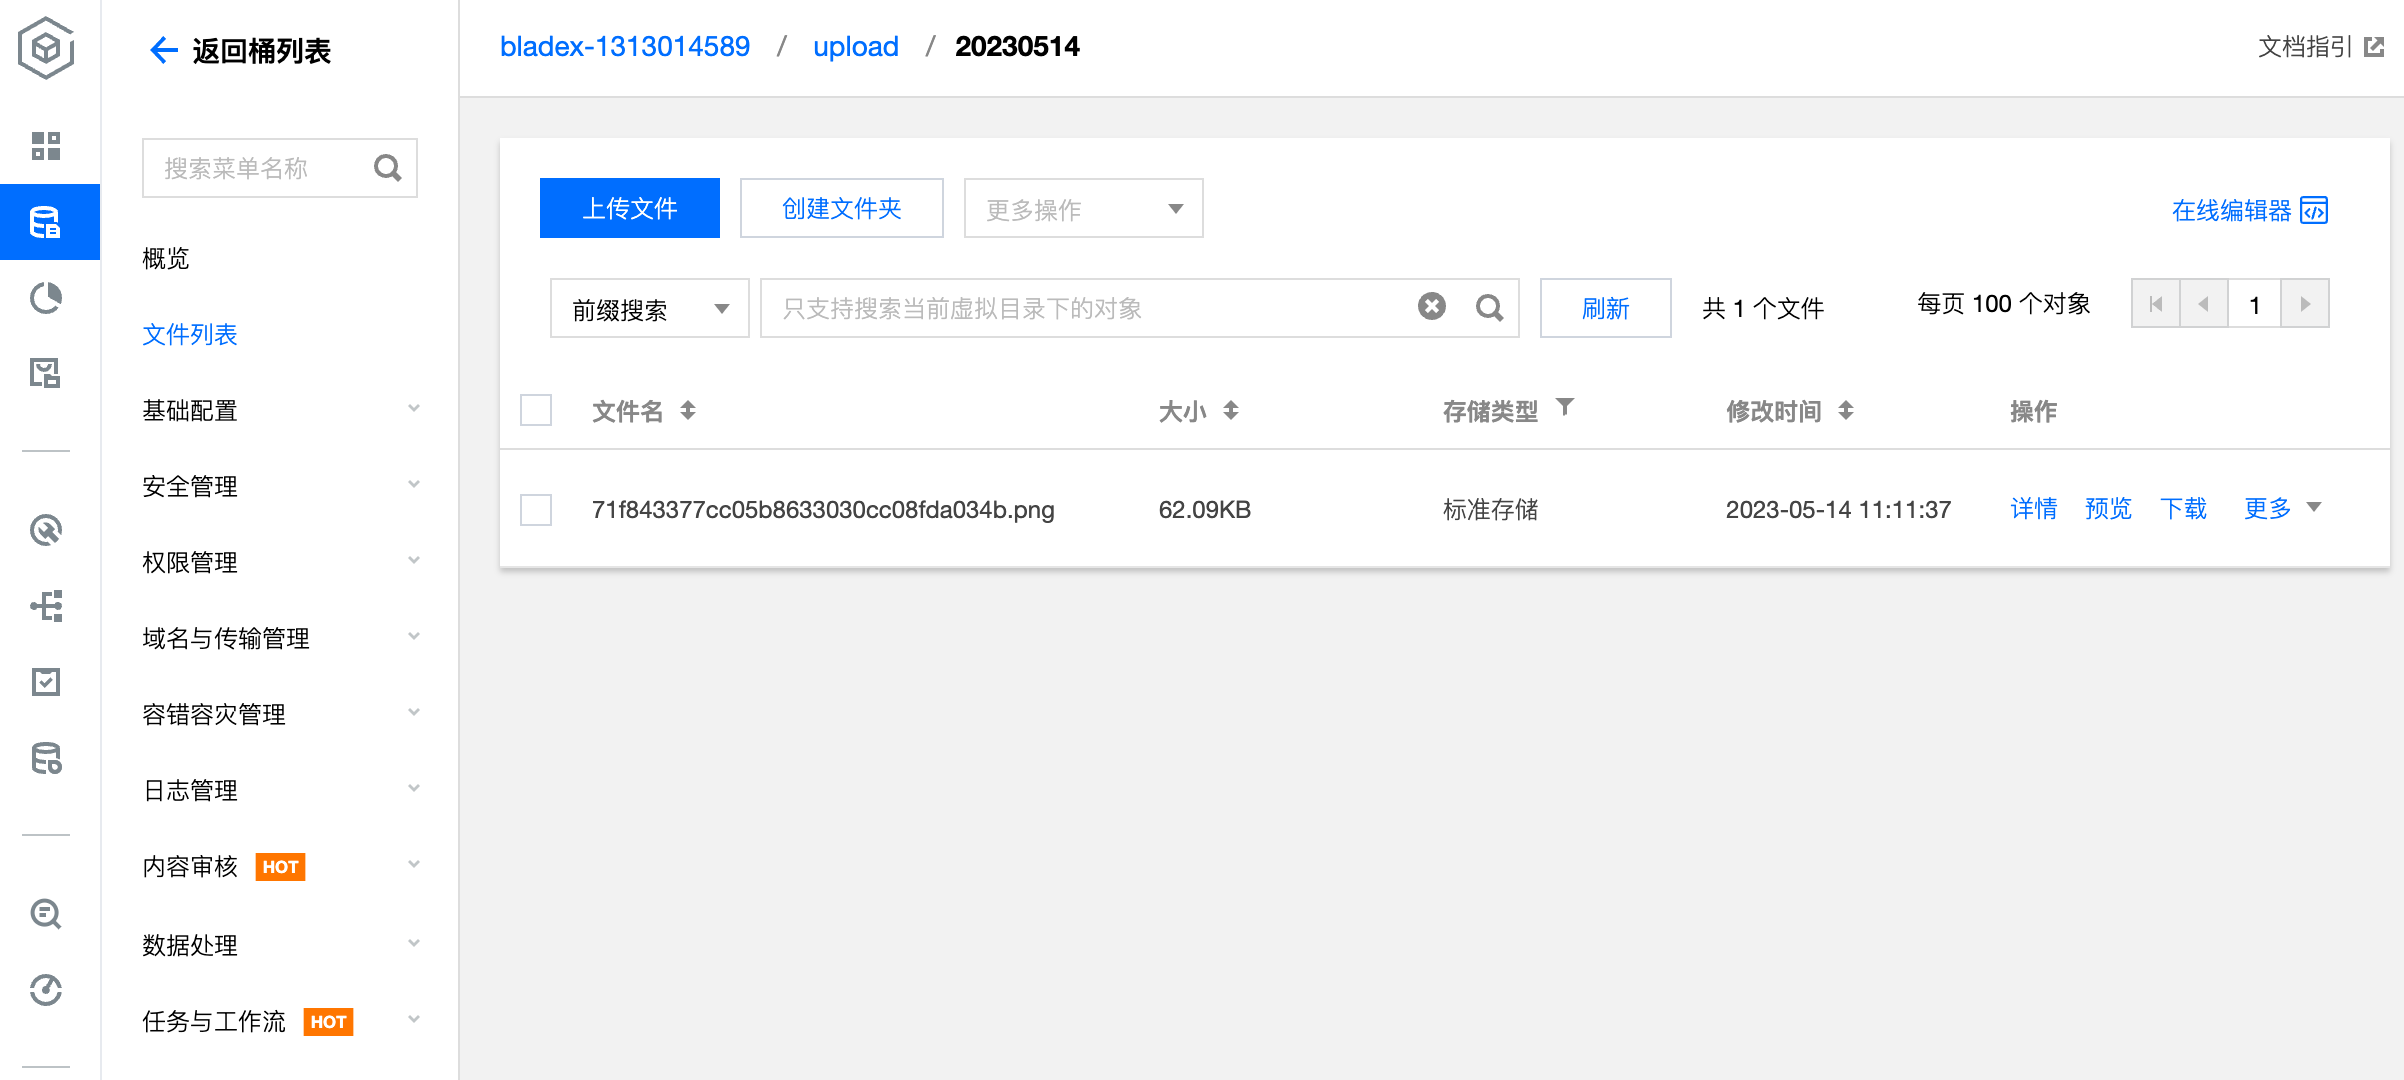 返回桶列表
搜索菜单名称
概览
文件列表
基础配置
安全管理
权限管理
域名与传输管理
容错容灾管理
日志管理
内容审核 HOT
数据处理
任务与工作流 HOT
bladex-1313014589 / upload / 20230514
文档指引
上传文件 创建文件夹 更多操作 在线编辑器
前缀搜索 只支持搜索当前虚拟目录下的对象 刷新 共 1 个文件 每页 100 个对象 1
文件名 大小 存储类型 修改时间 操作
71f843377cc05b8633030cc08fda034b.png 62.09KB 标准存储 2023-05-14 11:11:37 详情 预览 下载 更多